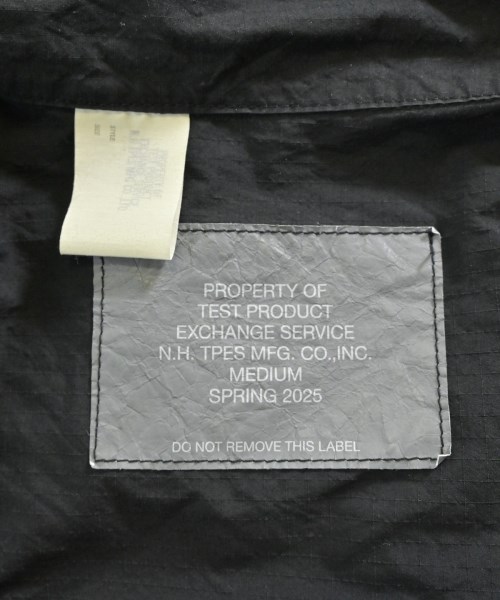 PROPERTY OF
TEST PRODUCT
EXCHANGE SERVICE
N.H. TPES MFG. CO.,INC.
MEDIUM
SPRING 2025
DO NOT REMOVE THIS LABEL